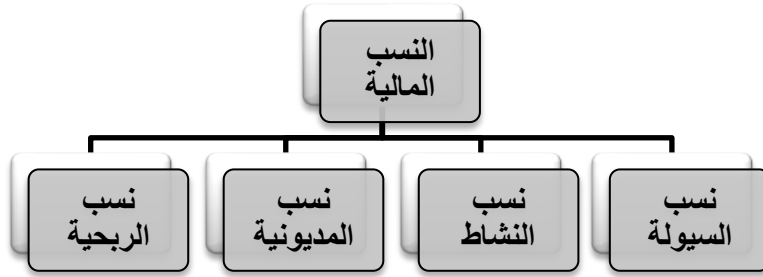 النسب
المالية
نسب
السيولة
نسب
النشاط
نسب
المديونية
نسب
الربحية